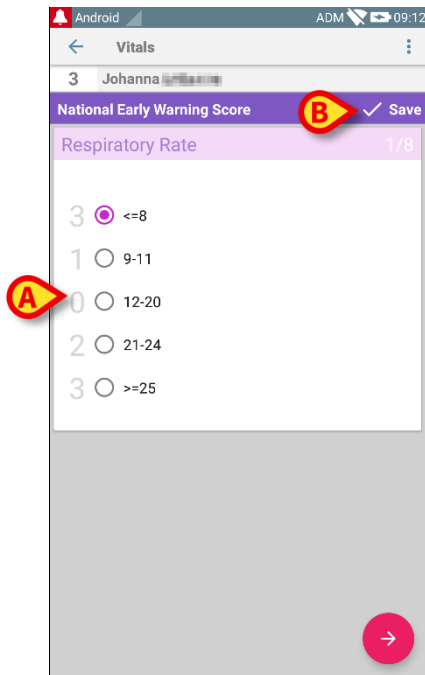 Android ADM 09:12
Vitals
3 Johanna
National Early Warning Score B Save
Respiratory Rate 1/8
3 <=8
1 9-11
A 0 12-20
2 21-24
3 >=25